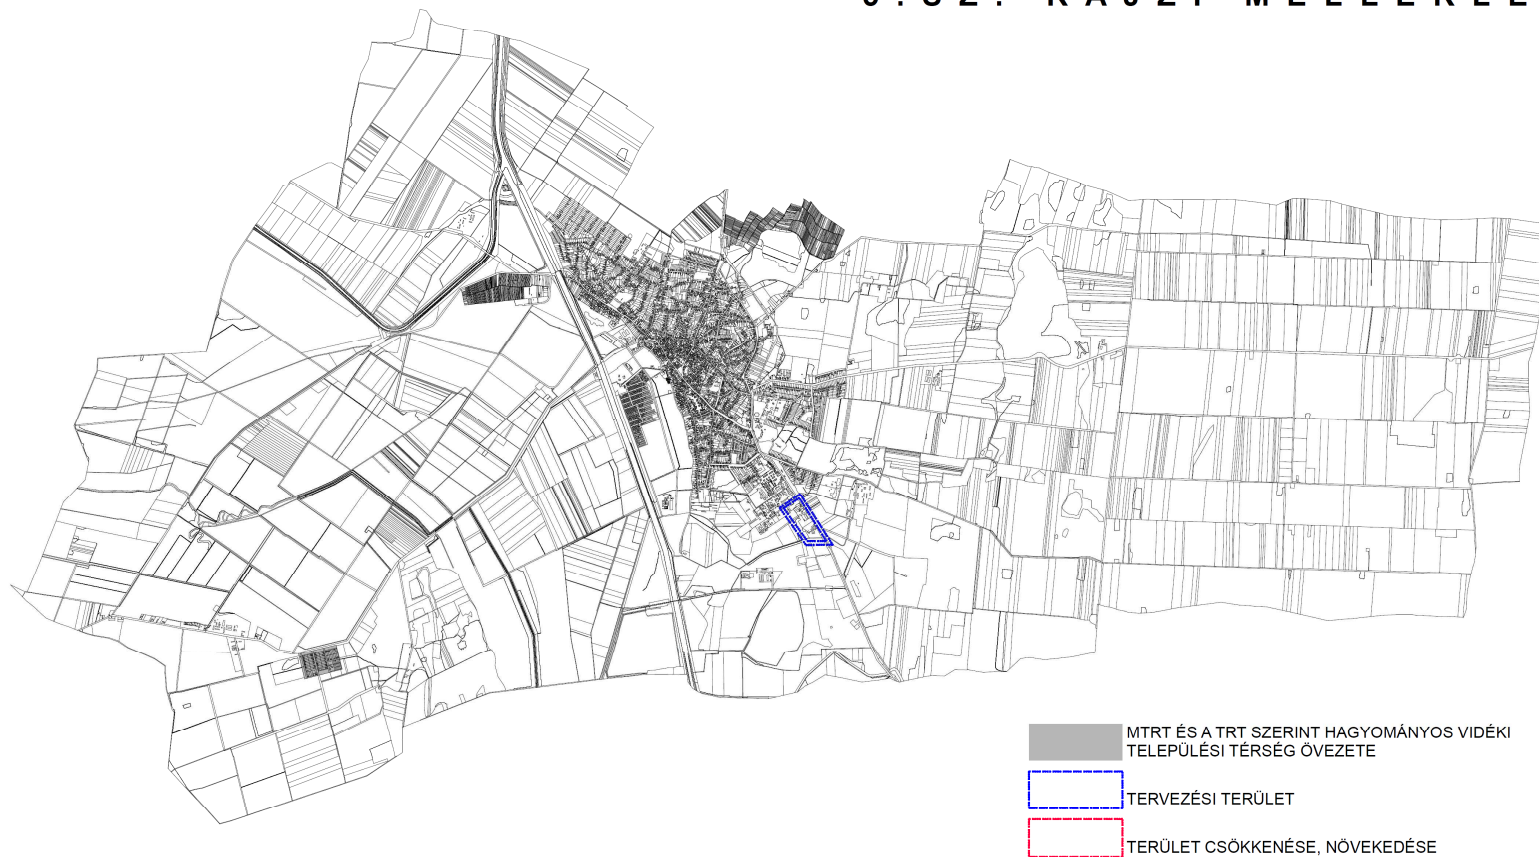 MTRT ÉS A TRT SZERINT HAGYOMÁNYOS VIDÉKI
TELEPÜLÉSI TÉRSÉG ÖVEZETE
TERVEZÉSI TERÜLET
TERÜLET CSÖKKENÉSE, NÖVEKEDÉSE